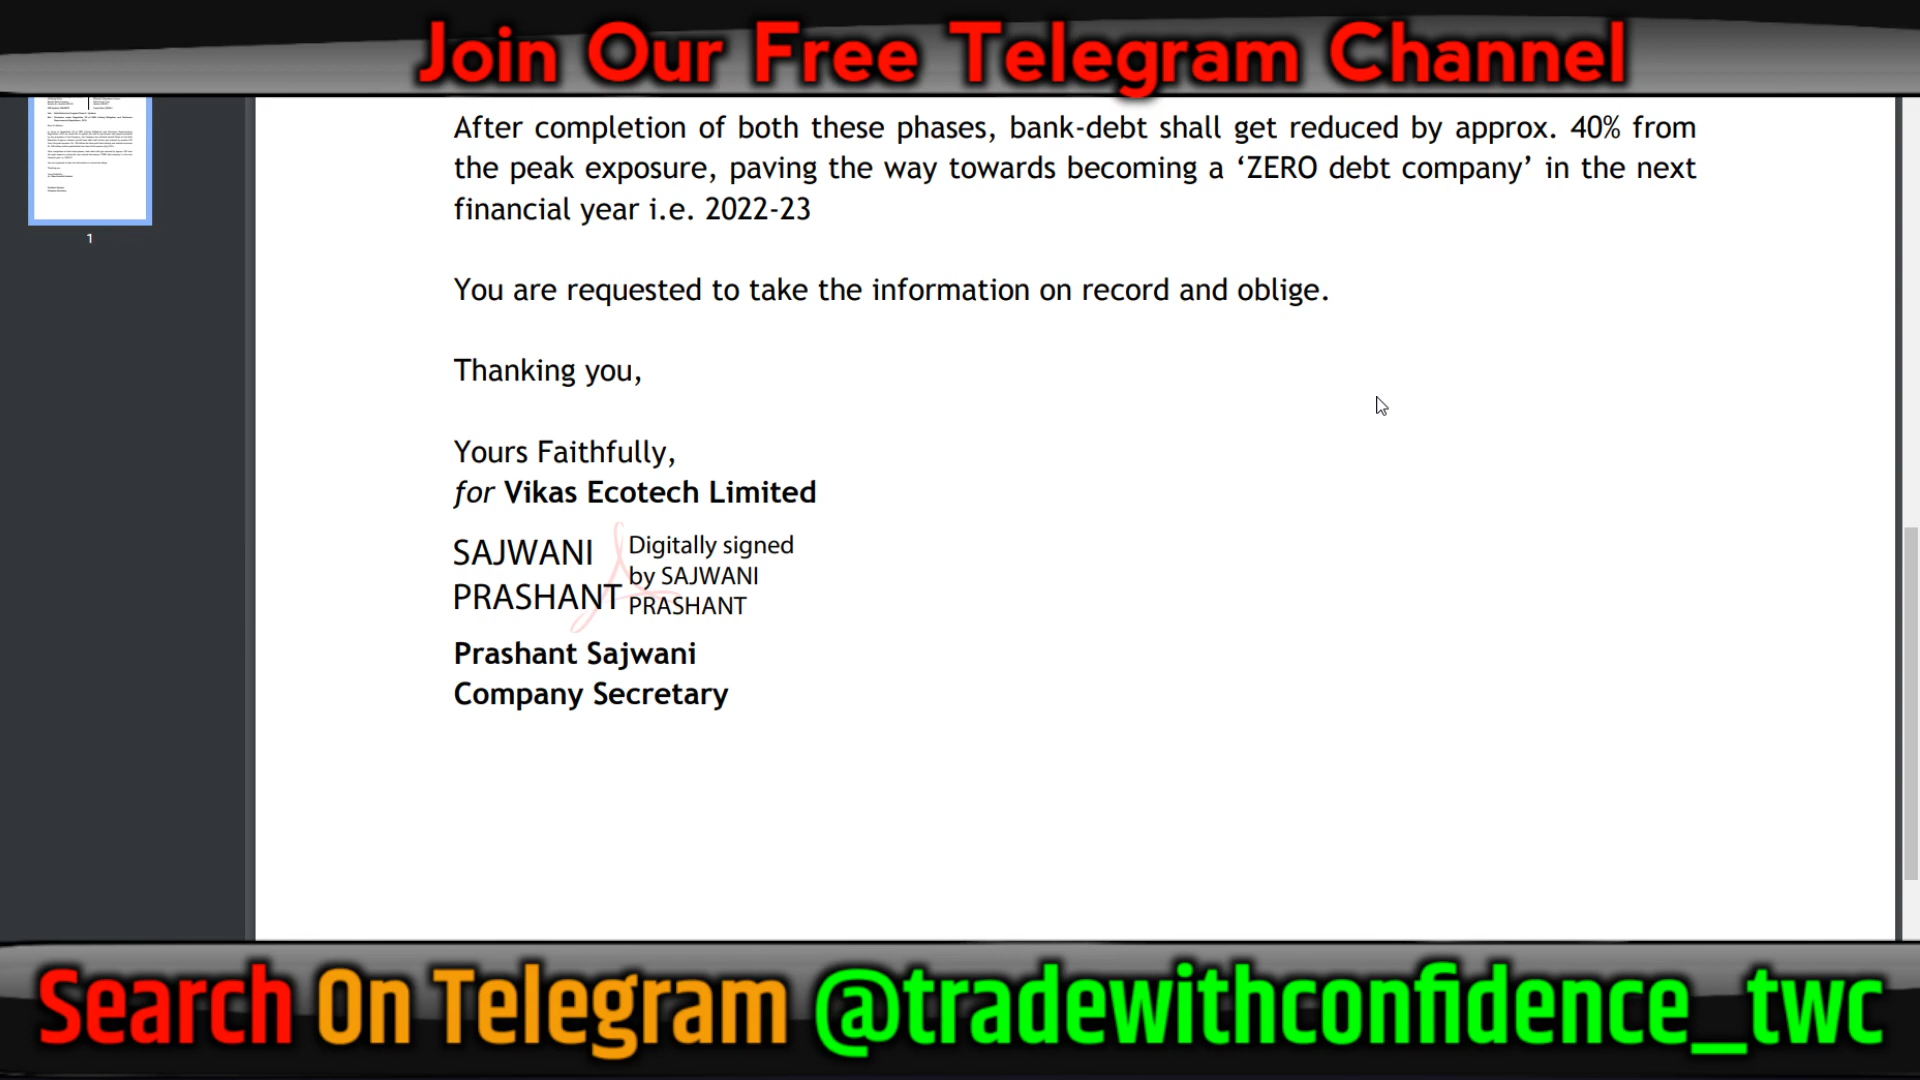 Join Our Free Telegram Channel
After completion of both these phases, bank-debt shall get reduced by approx. 40% from
the peak exposure, paving the way towards becoming a ‘ZERO debt company’ in the next
financial year i.e. 2022-23
You are requested to take the information on record and oblige.
Thanking you,
Yours Faithfully,
for Vikas Ecotech Limited
SAJWANI
PRASHANT
Digitally signed
by SAJWANI
PRASHANT
Prashant Sajwani
Company Secretary
1
Search On Telegram @tradewithconfidence_twc